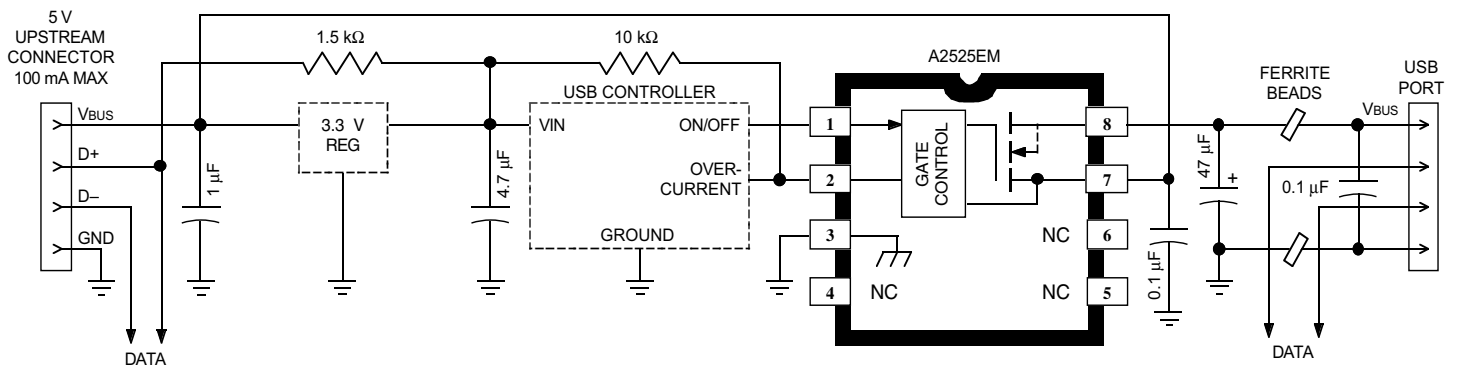 5 V
UPSTREAM
CONNECTOR
100 mA MAX
VBUS
D+
D–
GND
DATA
1 µF
1.5 kΩ
3.3 V
REG
4.7 µF
10 kΩ
USB CONTROLLER
VIN
ON/OFF
OVER-
CURRENT
GROUND
A2525EM
1
2
3
4
GATE
CONTROL
NC
8
7
6
5
NC
NC
0.1 µF
47 µF
+
FERRITE
BEADS
0.1 µF
VBUS
USB
PORT
DATA